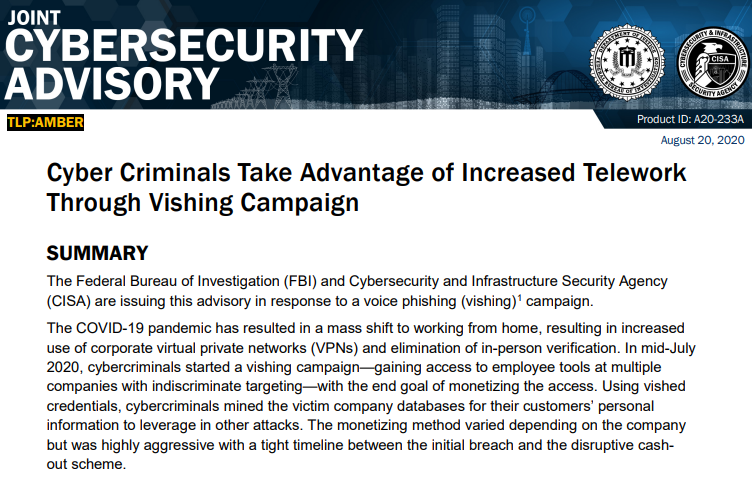 JOINT
CYBERSECURITY
ADVISORY
CISA
TLP:AMBER
Product ID: A20-233A
August 20, 2020
Cyber Criminals Take Advantage of Increased Telework
Through Vishing Campaign
SUMMARY
The Federal Bureau of Investigation (FBI) and Cybersecurity and Infrastructure Security Agency
(CISA) are issuing this advisory in response to a voice phishing (vishing)¹ campaign.
The COVID-19 pandemic has resulted in a mass shift to working from home, resulting in increased
use of corporate virtual private networks (VPNs) and elimination of in-person verification. In mid-July
2020, cybercriminals started a vishing campaign—gaining access to employee tools at multiple
companies with indiscriminate targeting—with the end goal of monetizing the access. Using vished
credentials, cybercriminals mined the victim company databases for their customers’ personal
information to leverage in other attacks. The monetizing method varied depending on the company
but was highly aggressive with a tight timeline between the initial breach and the disruptive cash-
out scheme.